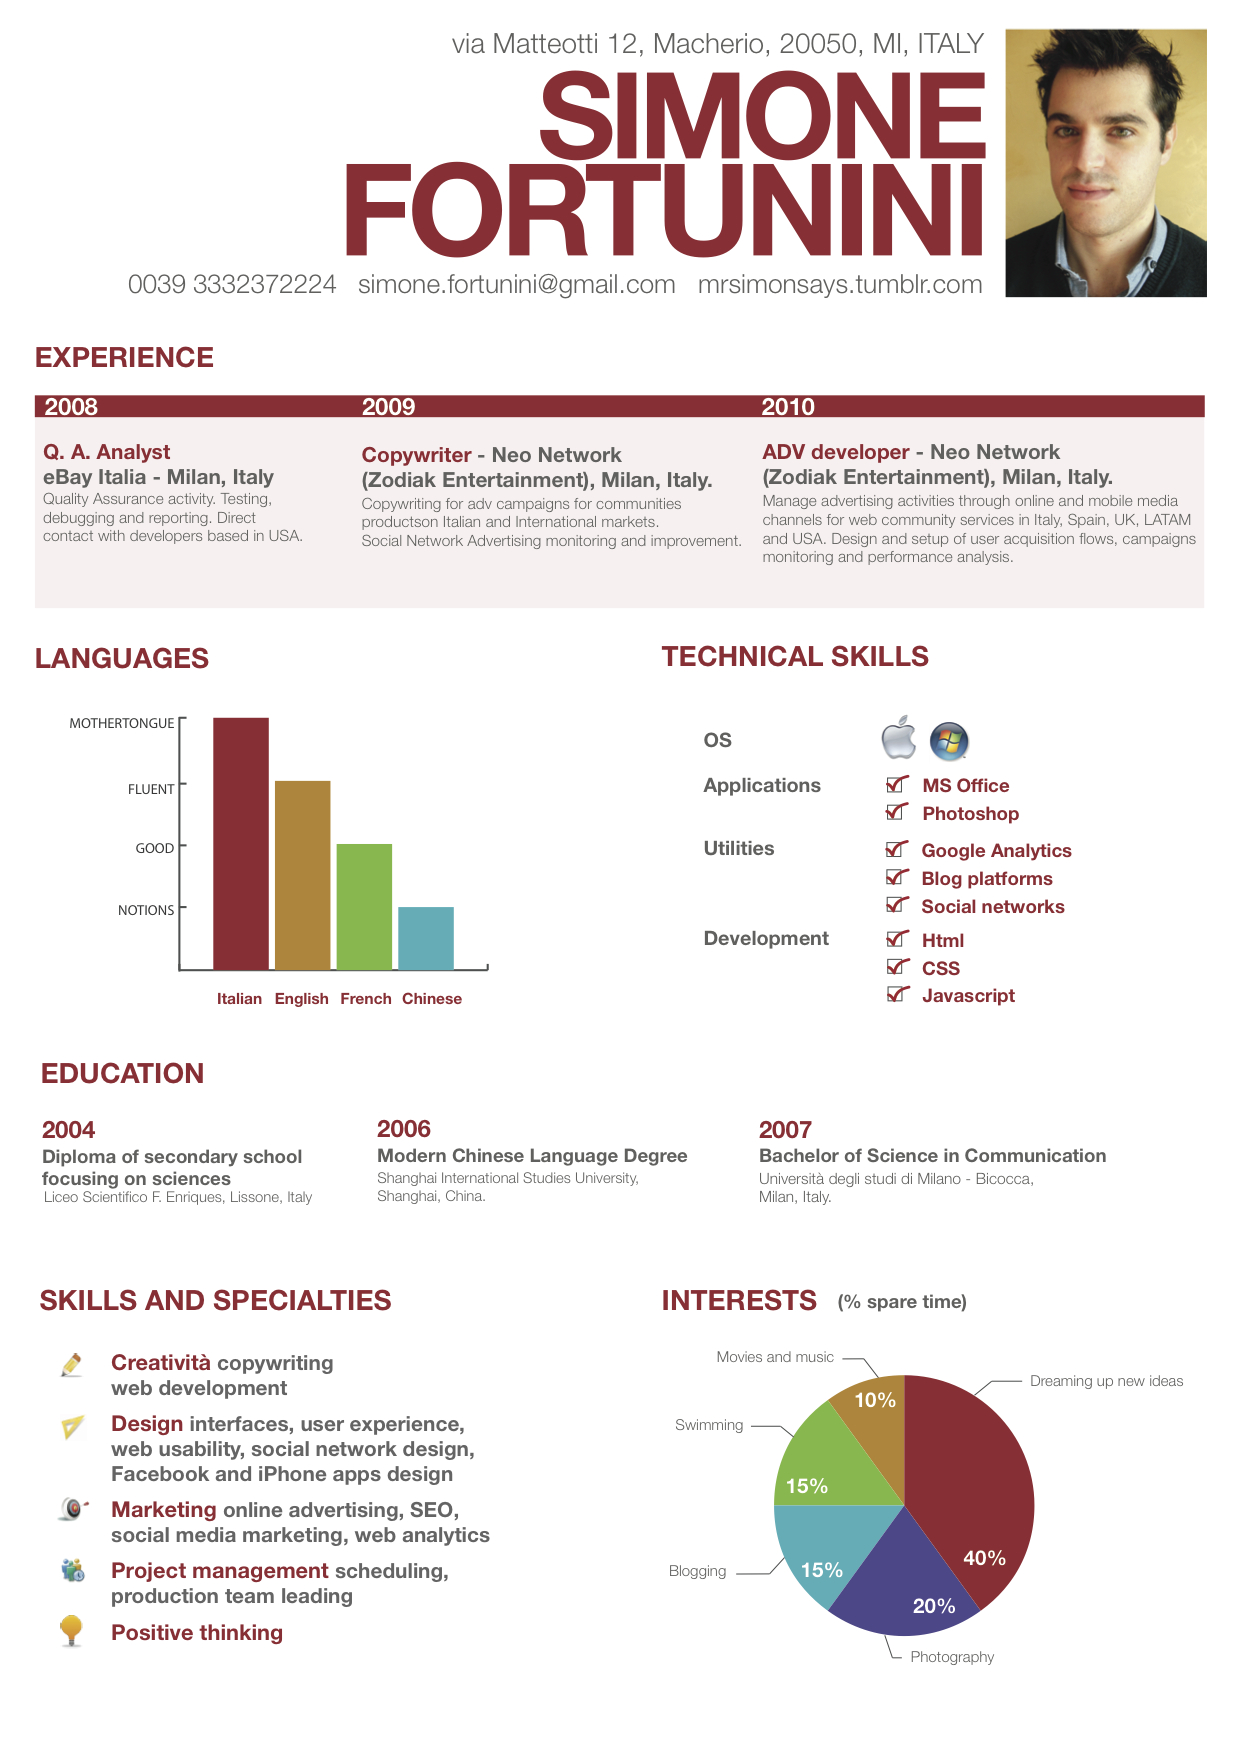 via Matteotti 12, Macherio, 20050, MI, ITALY
SIMONE
FORTUNINI
0039 3332372224 simone.fortunini@gmail.com mrsimonsays.tumblr.com
EXPERIENCE
2008
Q. A. Analyst
eBay Italia - Milan, Italy
Quality Assurance activity. Testing,
debugging and reporting. Direct
contact with developers based in USA.
2009
Copywriter - Neo Network
(Zodiak Entertainment), Milan, Italy.
Copywriting for adv campaigns for communities
productson Italian and International markets.
Social Network Advertising monitoring and improvement.
2010
ADV developer - Neo Network
(Zodiak Entertainment), Milan, Italy.
Manage advertising activities through online and mobile media
channels for web community services in Italy, Spain, UK, LATAM
and USA. Design and setup of user acquisition flows, campaigns
monitoring and performance analysis.
LANGUAGES
MOTHERTONGUE
FLUENT
GOOD
NOTIONS
Italian English French Chinese
TECHNICAL SKILLS
OS
Applications
MS Office
Photoshop
Utilities
Google Analytics
Blog platforms
Social networks
Development
Html
CSS
Javascript
EDUCATION
2004
Diploma of secondary school
focusing on sciences
Liceo Scientifico F. Enriques, Lissone, Italy
2006
Modern Chinese Language Degree
Shanghai International Studies University,
Shanghai, China.
2007
Bachelor of Science in Communication
Università degli studi di Milano - Bicocca,
Milan, Italy.
SKILLS AND SPECIALTIES
Creatività copywriting
web development
Design interfaces, user experience,
web usability, social network design,
Facebook and iPhone apps design
Marketing online advertising, SEO,
social media marketing, web analytics
Project management scheduling,
production team leading
Positive thinking
INTERESTS (% spare time)
Movies and music
Dreaming up new ideas
10%
Swimming
15%
40%
Blogging
15%
20%
Photography